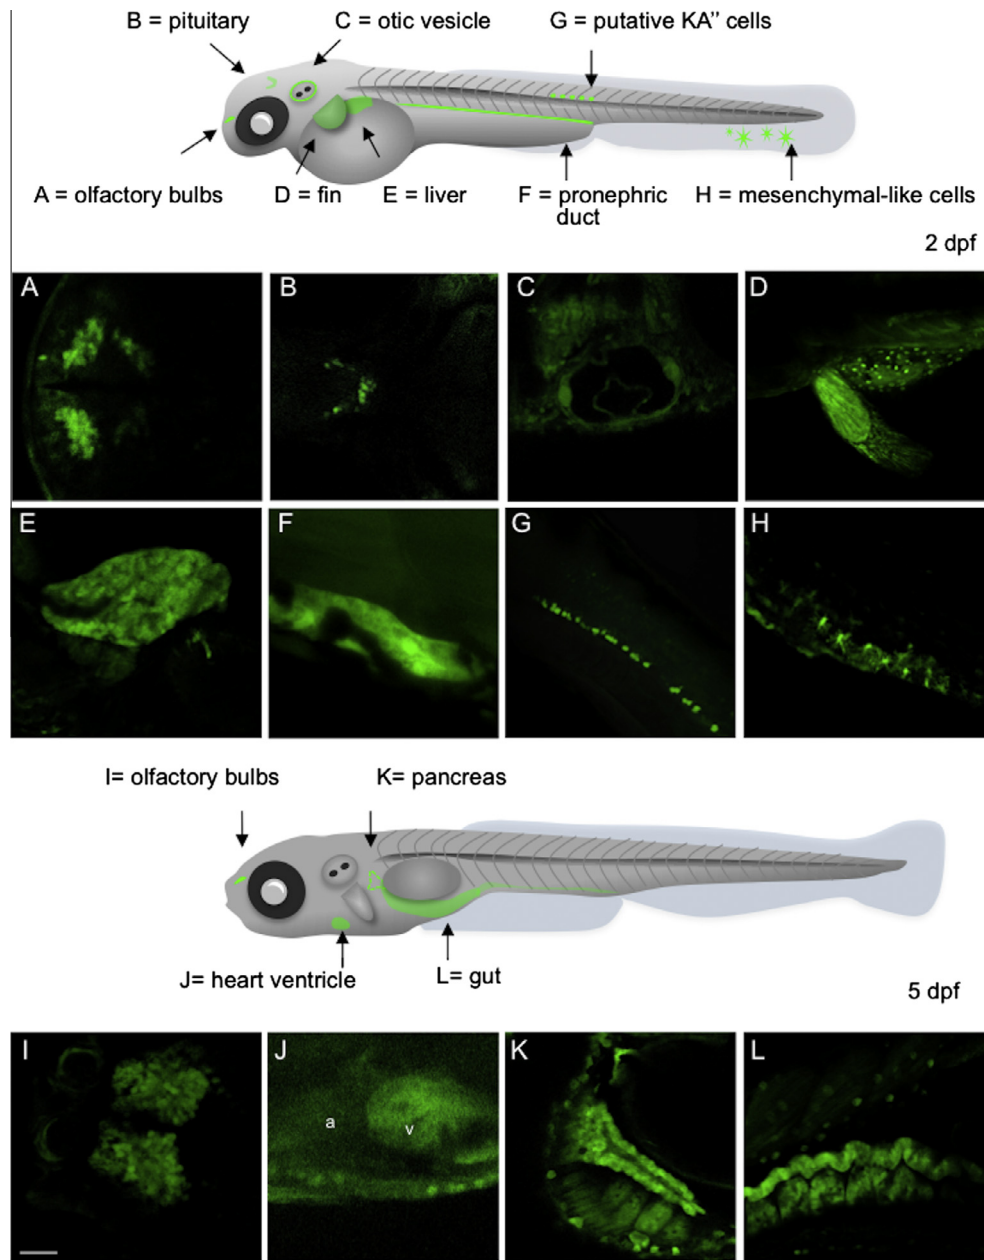 B = pituitary
C = otic vesicle
G = putative KA’’ cells
A = olfactory bulbs
D = fin
E = liver
F = pronephric
duct
H = mesenchymal-like cells
2 dpf
A
B
C
D
E
F
G
H
I= olfactory bulbs
K= pancreas
J= heart ventricle
L= gut
5 dpf
I
J
a
v
K
L